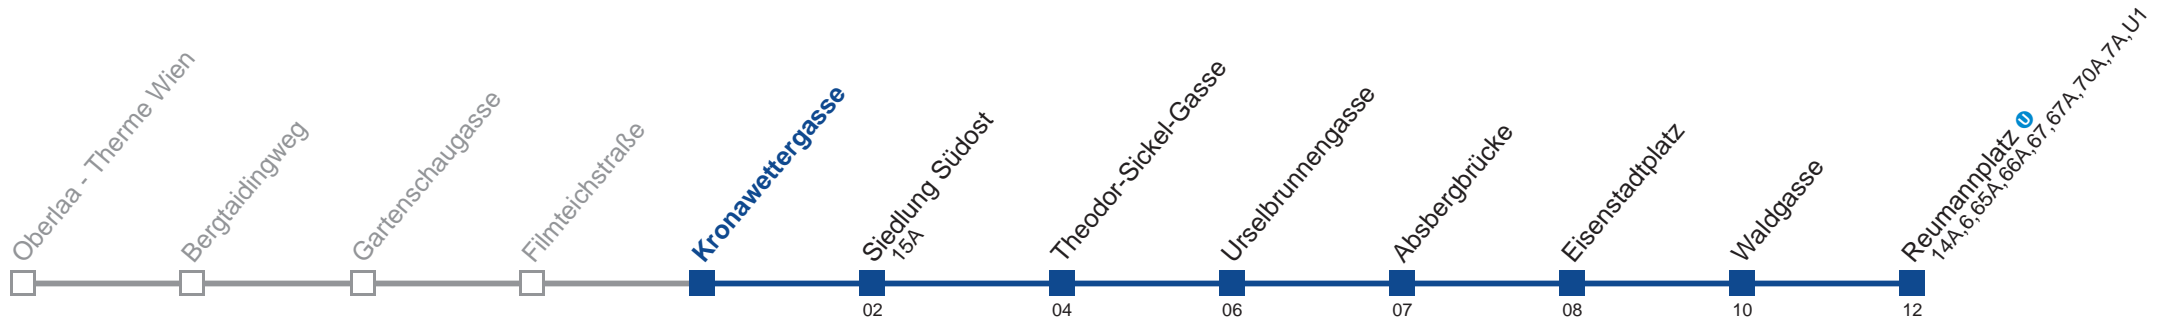 Oberlaa - Therme Wien
Bergtaidingweg
Gartenschaugasse
Filmteichstraße
Kronawettergasse
Siedlung Südost
15A
Theodor-Sickel-Gasse
Urselbrunnengasse
Absbergbrücke
Eisenstadtplatz
Waldgasse
Reumannplatz U
14A,6,65A,66A,67,67A,70A,7A,U1
02
04
06
07
08
10
12